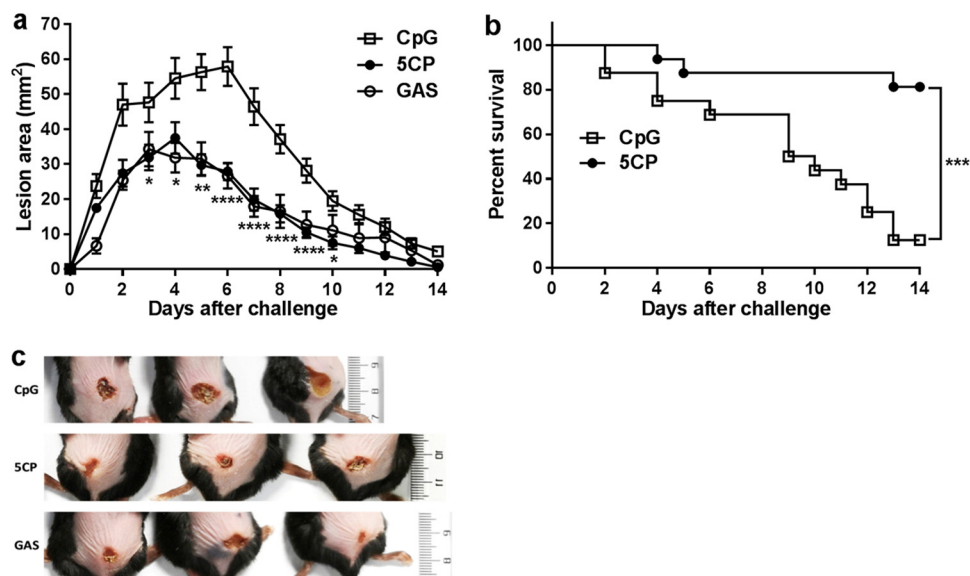 a
Lesion area (mm²)
70
60
50
40
30
20
10
0
CpG
5CP
GAS
*
*
**
****
****
****
****
*
0 2 4 6 8 10 12 14
Days after challenge
b
Percent survival
100
80
60
40
20
0
CpG
5CP
***
0 2 4 6 8 10 12 14
Days after challenge
c
CpG
5CP
GAS